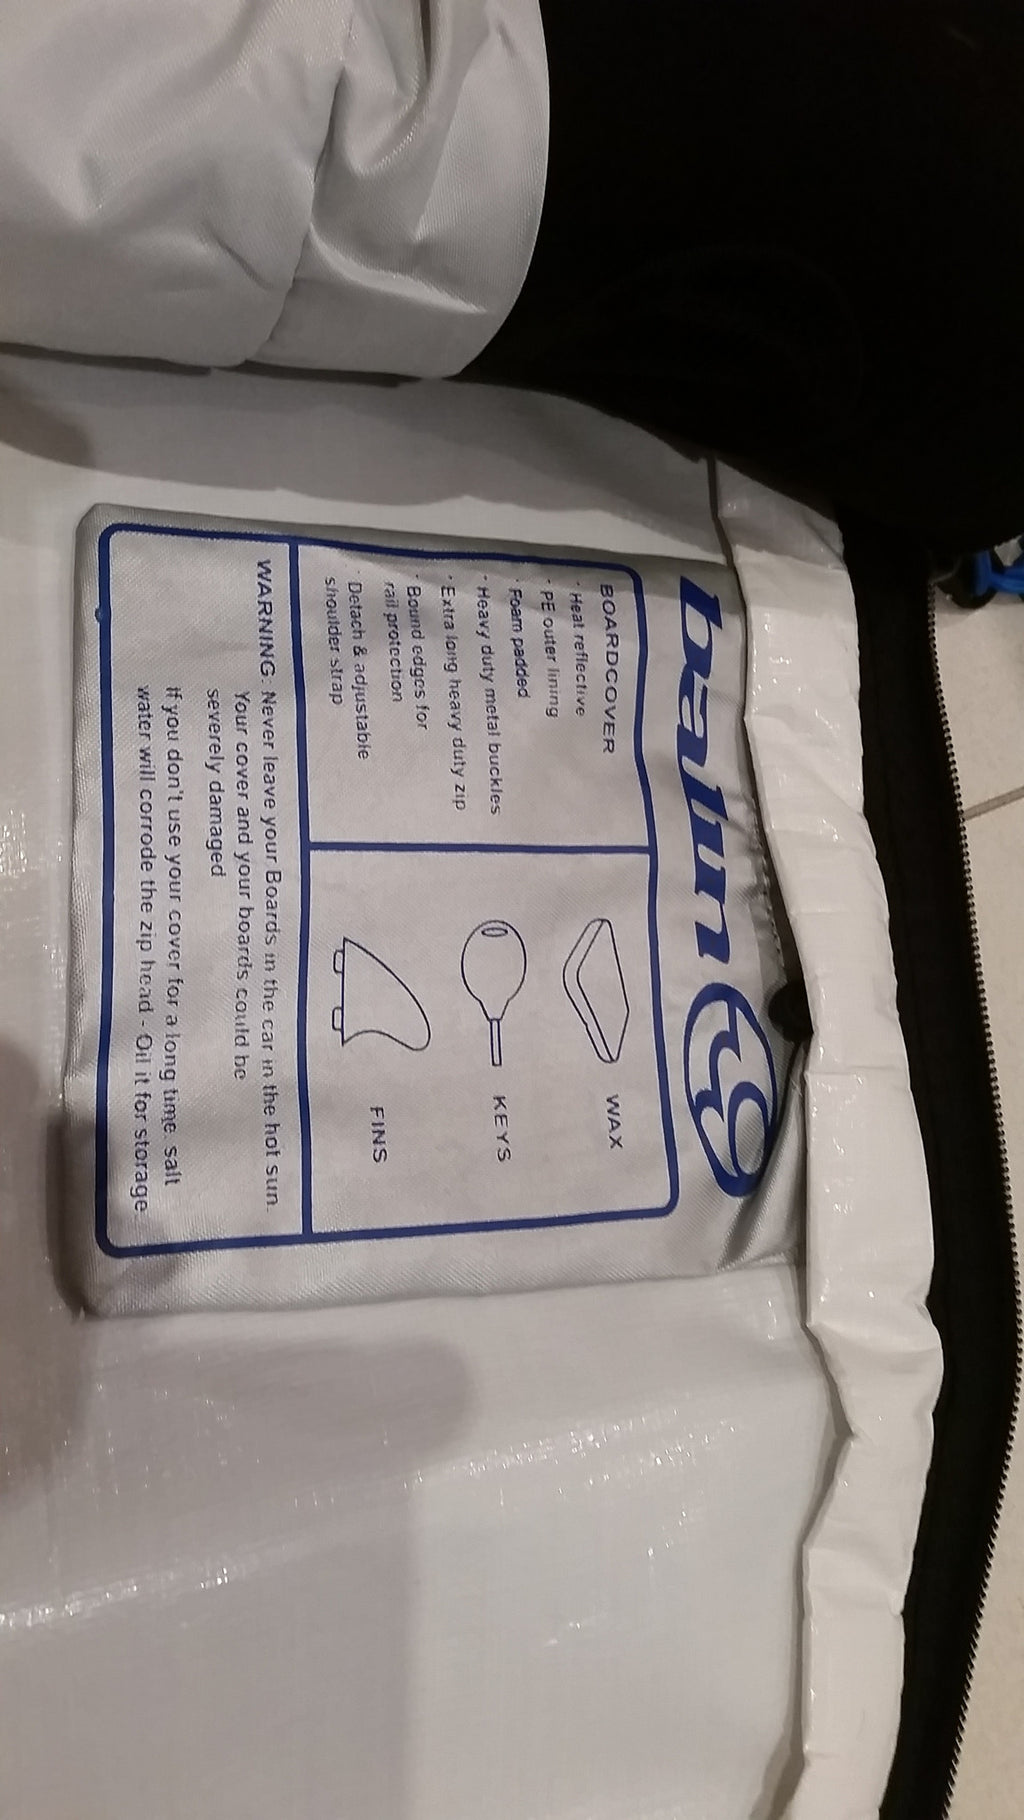 balin
BOARDCOVER
· Heat reflective
· PE outer lining
· Foam padded
· Heavy duty metal buckles
· Extra long heavy duty zip
· Bound edges for
rail protection
· Detach & adjustable
shoulder strap
WAX
KEYS
FINS
WARNING: Never leave your Boards in the car in the hot sun.
Your cover and your boards could be
severely damaged
If you don't use your cover for a long time, salt
water will corrode the zip head - Oil it for storage.